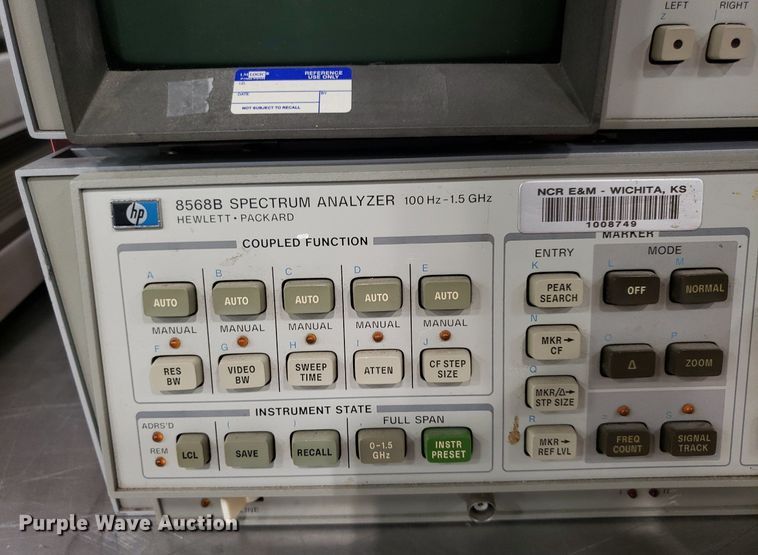 LEFT
RIGHT
Z
REFERENCE
USE ONLY
DATE
BY
NOT SUBJECT TO RECALL
hp
8568B SPECTRUM ANALYZER 100 Hz-1.5 GHz
HEWLETT • PACKARD
NCR E&M - WICHITA, KS
1008749
COUPLED FUNCTION
MARKER
ENTRY
MODE
A
B
C
D
E
K
L
M
AUTO
AUTO
AUTO
AUTO
AUTO
PEAK
SEARCH
OFF
NORMAL
MANUAL
MANUAL
MANUAL
MANUAL
MANUAL
N
MKR→
CF
F
G
H
I
J
O
P
RES
BW
VIDEO
BW
SWEEP
TIME
ATTEN
CF STEP
SIZE
Δ
ZOOM
Q
MKR/Δ→
STP SIZE
INSTRUMENT STATE
FULL SPAN
ADRS'D
REM
LCL
(
SAVE
)
RECALL
0-1.5
GHz
INSTR
PRESET
R
MKR→
REF LVL
S
FREQ
COUNT
SIGNAL
TRACK
LINE
Purple Wave Auction